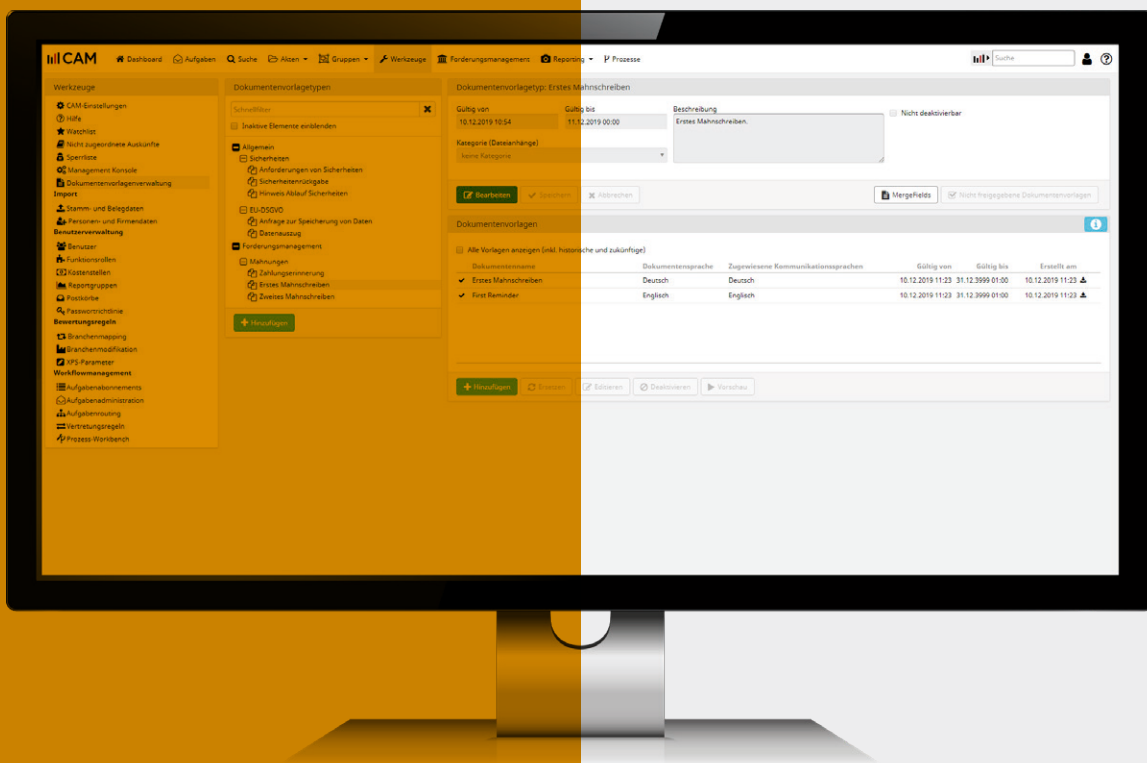 CAM
Dashboard Aufgaben Suche Akten Gruppen Werkzeuge Forderungsmanagement Reporting Prozesse Suche
Werkzeuge
CAM-Einstellungen
Hilfe
Watchlist
Nicht zugeordnete Auskünfte
Sperrliste
Management Konsole
Dokumentenvorlagenverwaltung
Import
Stamm- und Belegdaten
Personen- und Firmendaten
Benutzerverwaltung
Benutzer
Funktionsrollen
Kostenstellen
Reportgruppen
Postkörbe
Passwortrichtlinie
Bewertungsregeln
Branchenmapping
Branchenmodifikation
XPS-Parameter
Workflowmanagement
Aufgabenabonnements
Aufgabenadministration
Aufgabenrouting
Vertretungsregeln
Prozess-Workbench
Dokumentenvorlagetypen
Schnellfilter
Inaktive Elemente einblenden
Allgemein
Sicherheiten
Anforderungen von Sicherheiten
Sicherheitenrückgabe
Hinweis Ablauf Sicherheiten
EU-DSGVO
Anfrage zur Speicherung von Daten
Datenauszug
Forderungsmanagement
Mahnungen
Zahlungserinnerung
Erstes Mahnschreiben
Zweites Mahnschreiben
Hinzufügen
Dokumentenvorlagetyp: Erstes Mahnschreiben
Gültig von Gültig bis Beschreibung
10.12.2019 10:54 11.12.2019 00:00 Erstes Mahnschreiben. Nicht deaktivierbar
Kategorie (Dateianhänge)
keine Kategorie
Bearbeiten Speichern Abbrechen MergeFields Nicht freigegebene Dokumentenvorlagen
Dokumentenvorlagen
Alle Vorlagen anzeigen (inkl. historische und zukünftige)
Dokumentenname Dokumentensprache Zugewiesene Kommunikationssprachen Gültig von Gültig bis Erstellt am
Erstes Mahnschreiben Deutsch Deutsch 10.12.2019 11:23 31.12.3999 01:00 10.12.2019 11:23
First Reminder Englisch Englisch 10.12.2019 11:23 31.12.3999 01:00 10.12.2019 11:23
Hinzufügen Ersetzen Editieren Deaktivieren Vorschau